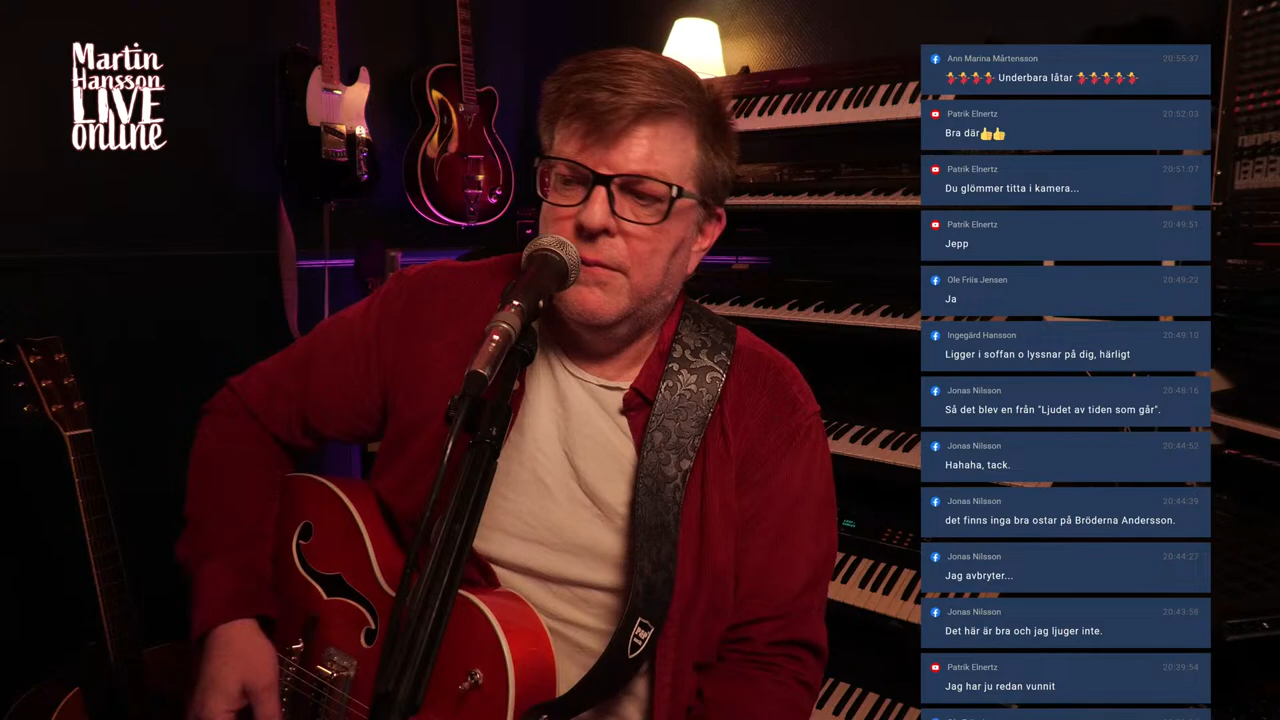 Martin
Hansson
LIVE
online
Ann Marina Mårtensson 20:55:37
Underbara låtar
Patrik Elnertz 20:52:03
Bra där
Patrik Elnertz 20:51:07
Du glömmer titta i kamera...
Patrik Elnertz 20:49:51
Jepp
Ole Friis Jensen 20:49:22
Ja
Ingegärd Hansson 20:49:10
Ligger i soffan o lyssnar på dig, härligt
Jonas Nilsson 20:48:16
Så det blev en från "Ljudet av tiden som går".
Jonas Nilsson 20:44:52
Hahaha, tack.
Jonas Nilsson 20:44:39
det finns inga bra ostar på Bröderna Andersson.
Jonas Nilsson 20:44:27
Jag avbryter...
Jonas Nilsson 20:43:58
Det här är bra och jag ljuger inte.
Patrik Elnertz 20:39:54
Jag har ju redan vunnit